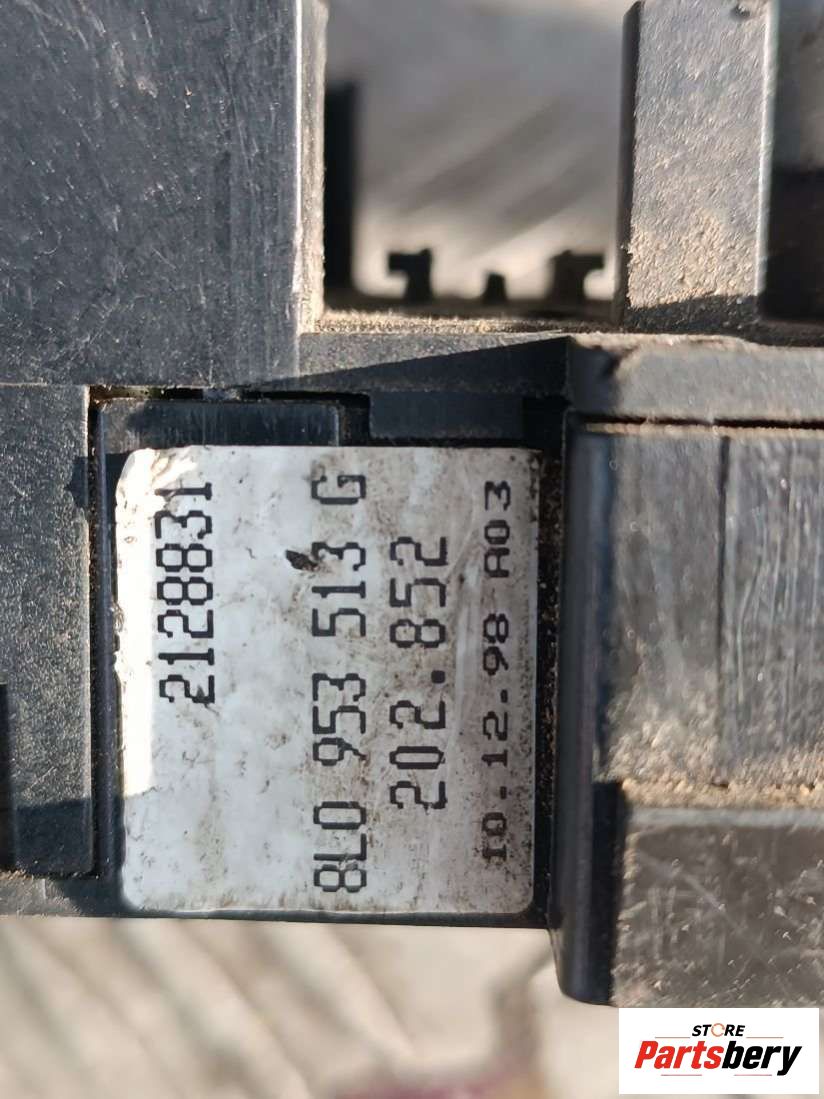 2128831
8L0 953 513 G
202.852
10.12.98 A03
STORE
Partsbery